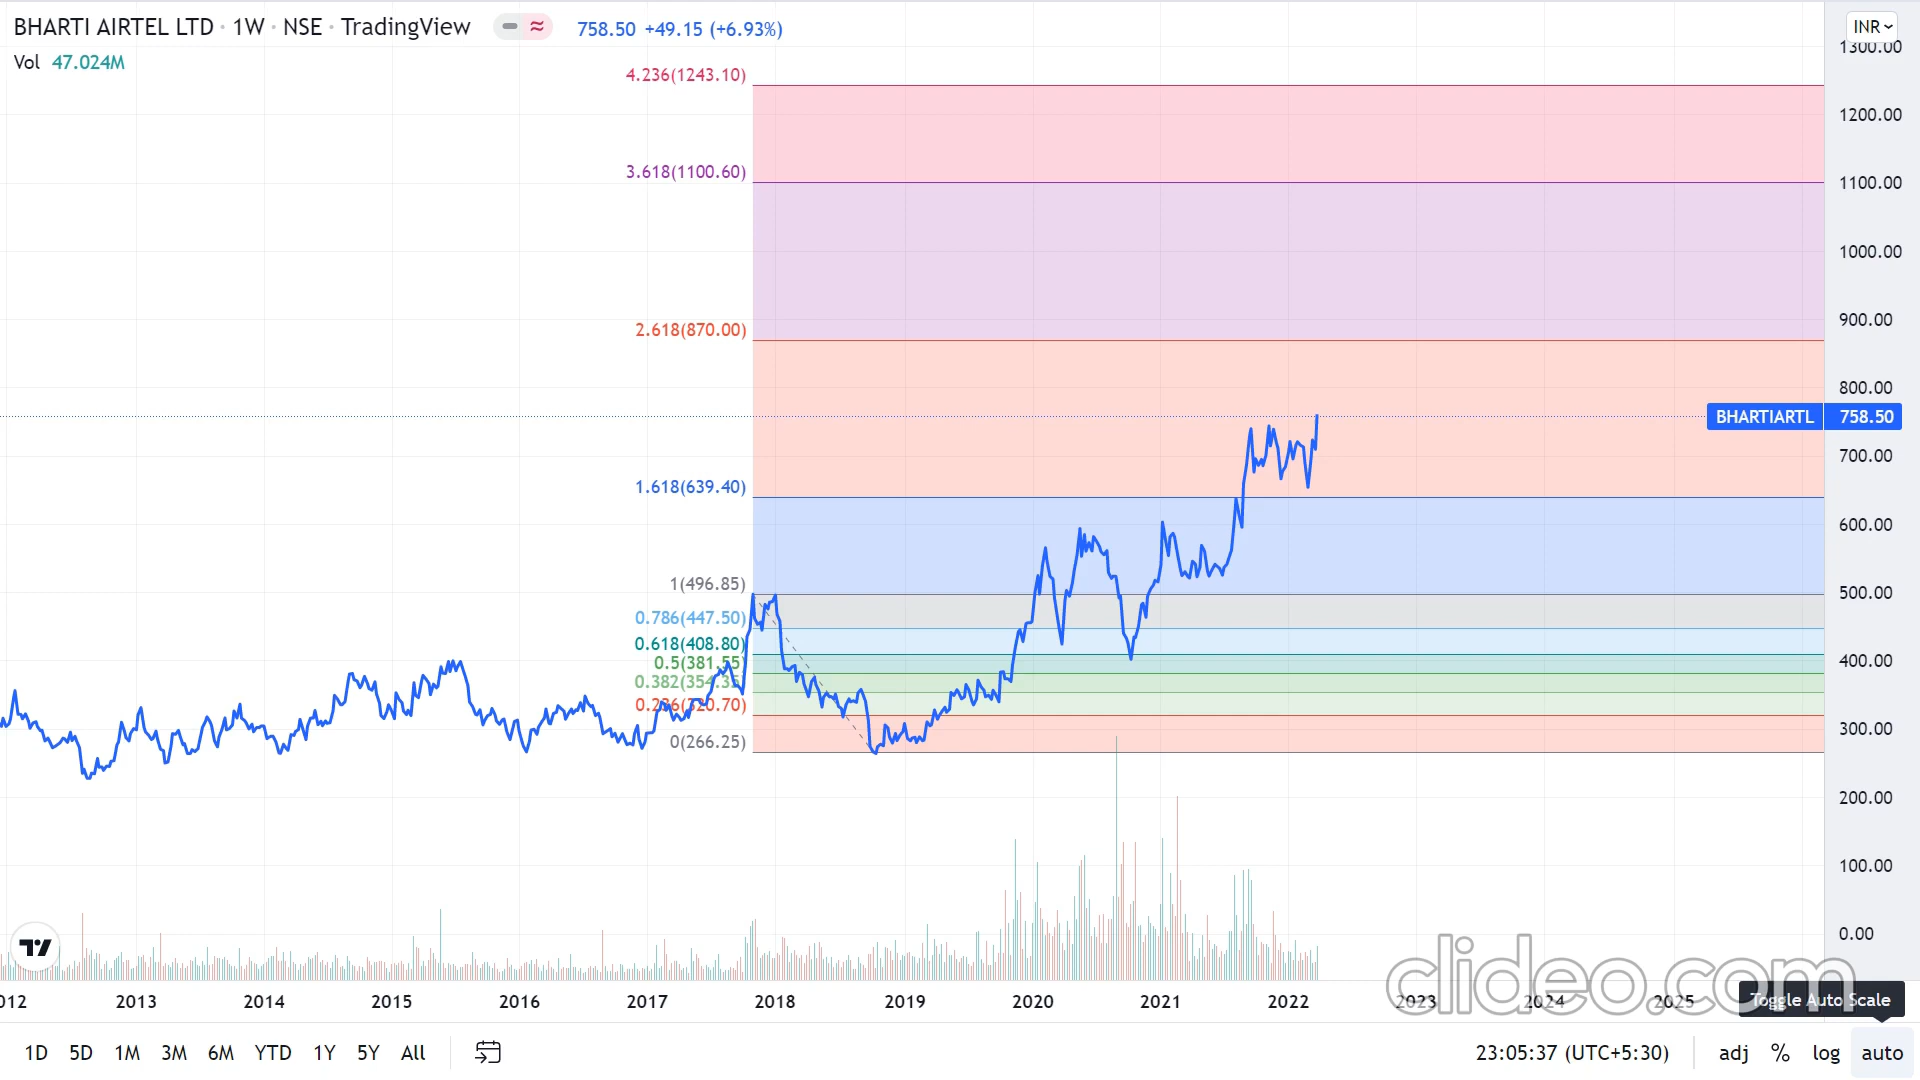 BHARTI AIRTEL LTD · 1W · NSE · TradingView
758.50 +49.15 (+6.93%)
Vol 47.024M
INR
1300.00
1200.00
1100.00
1000.00
900.00
800.00
BHARTIARTL 758.50
700.00
600.00
500.00
400.00
300.00
200.00
100.00
0.00
4.236(1243.10)
3.618(1100.60)
2.618(870.00)
1.618(639.40)
1(496.85)
0.786(447.50)
0.618(408.80)
0.5(381.55)
0.382(354.35)
0.236(320.70)
0(266.25)
clideo.com
012 2013 2014 2015 2016 2017 2018 2019 2020 2021 2022 2023 2024 2025
Toggle Auto Scale
1D 5D 1M 3M 6M YTD 1Y 5Y All
23:05:37 (UTC+5:30) adj % log auto